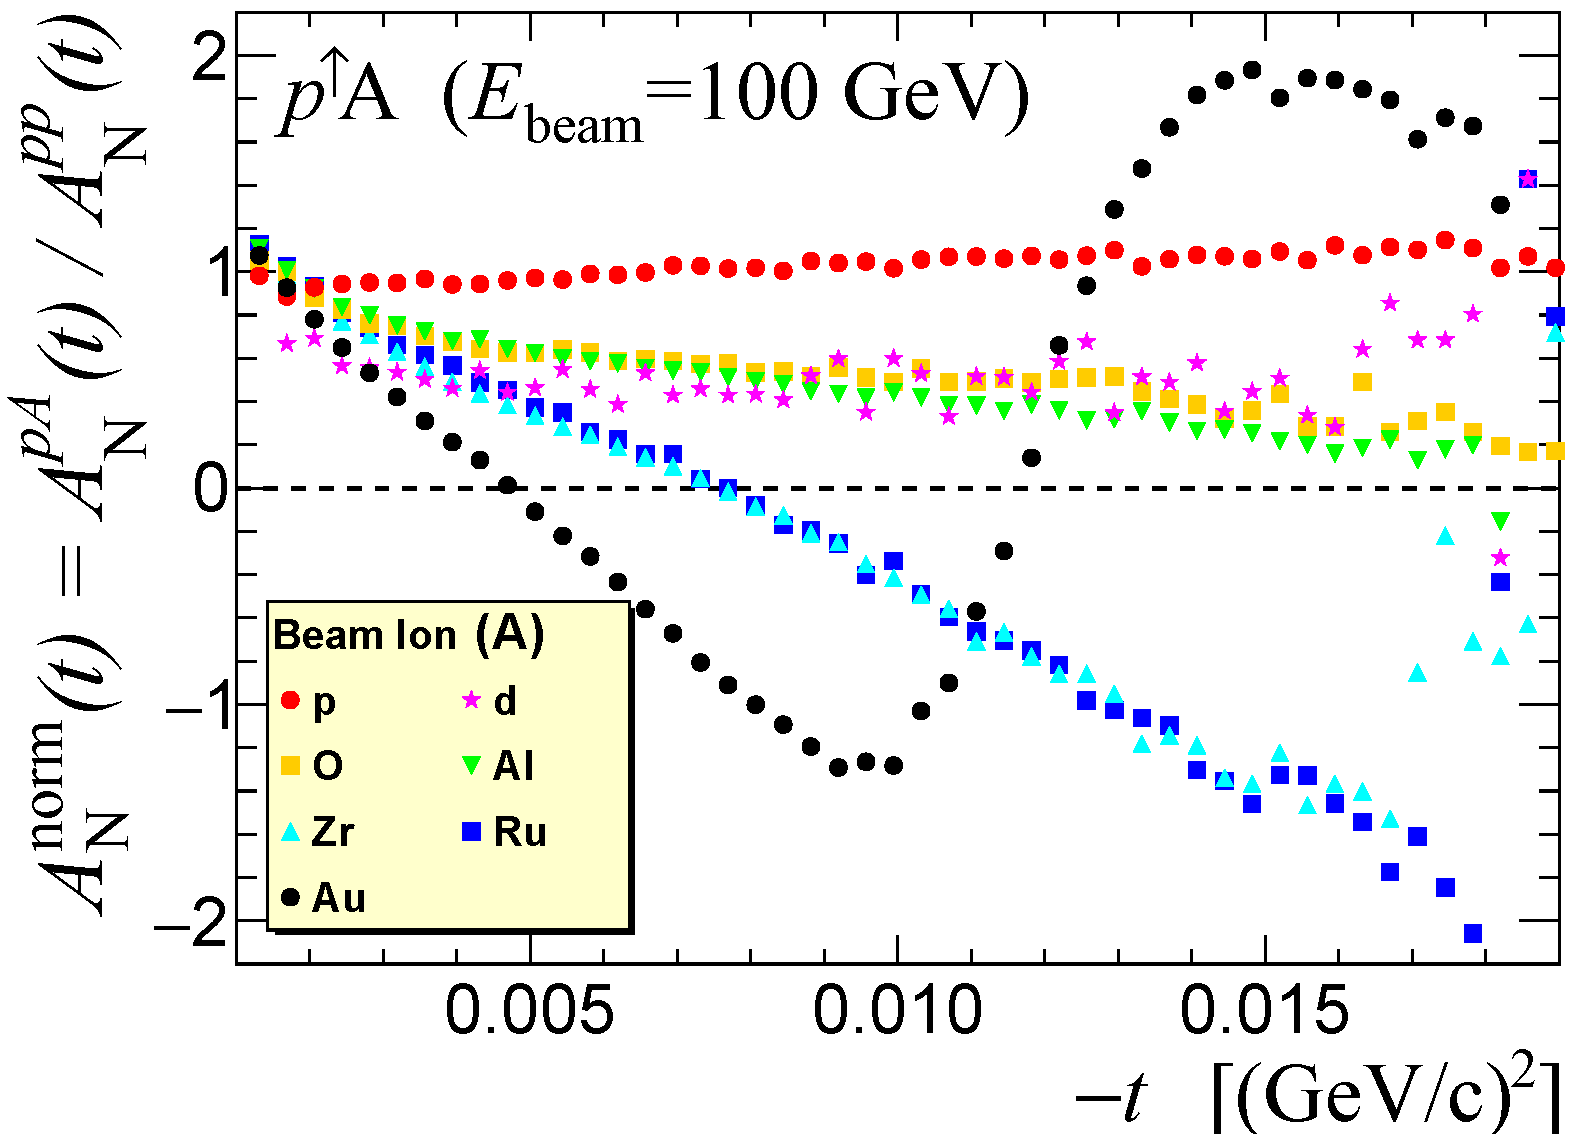 p↑A (E_beam=100 GeV)
A_N^norm(t) = A_N^pA(t) / A_N^pp(t)
2
1
0
−1
−2
Beam Ion (A)
p d
O Al
Zr Ru
Au
0.005 0.010 0.015
−t [(GeV/c)²]